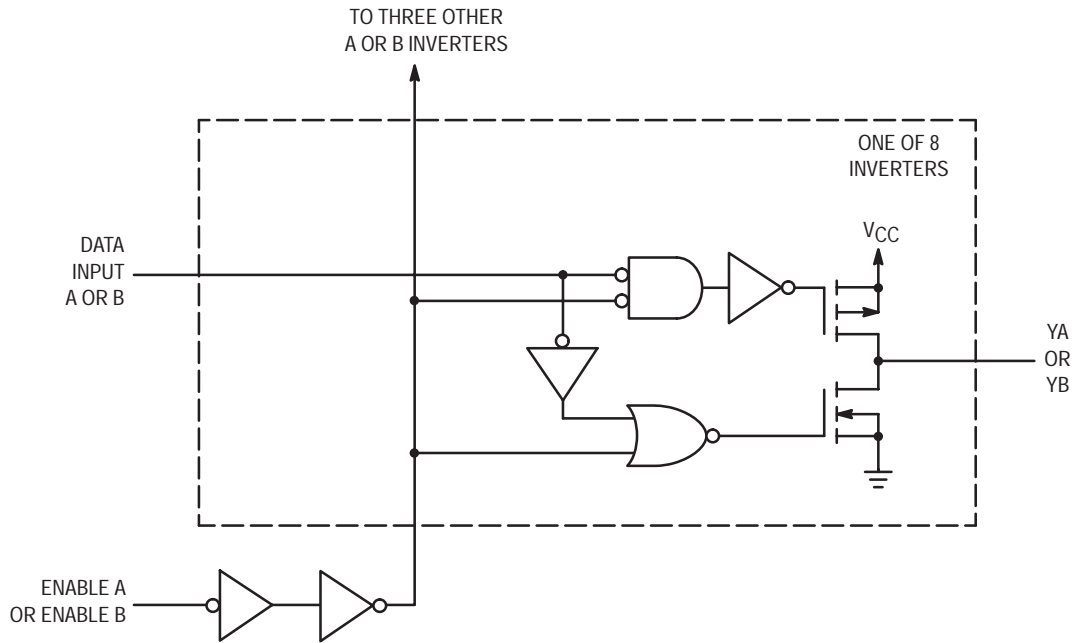 TO THREE OTHER
A OR B INVERTERS
ONE OF 8
INVERTERS
VCC
DATA
INPUT
A OR B
YA
OR
YB
ENABLE A
OR ENABLE B